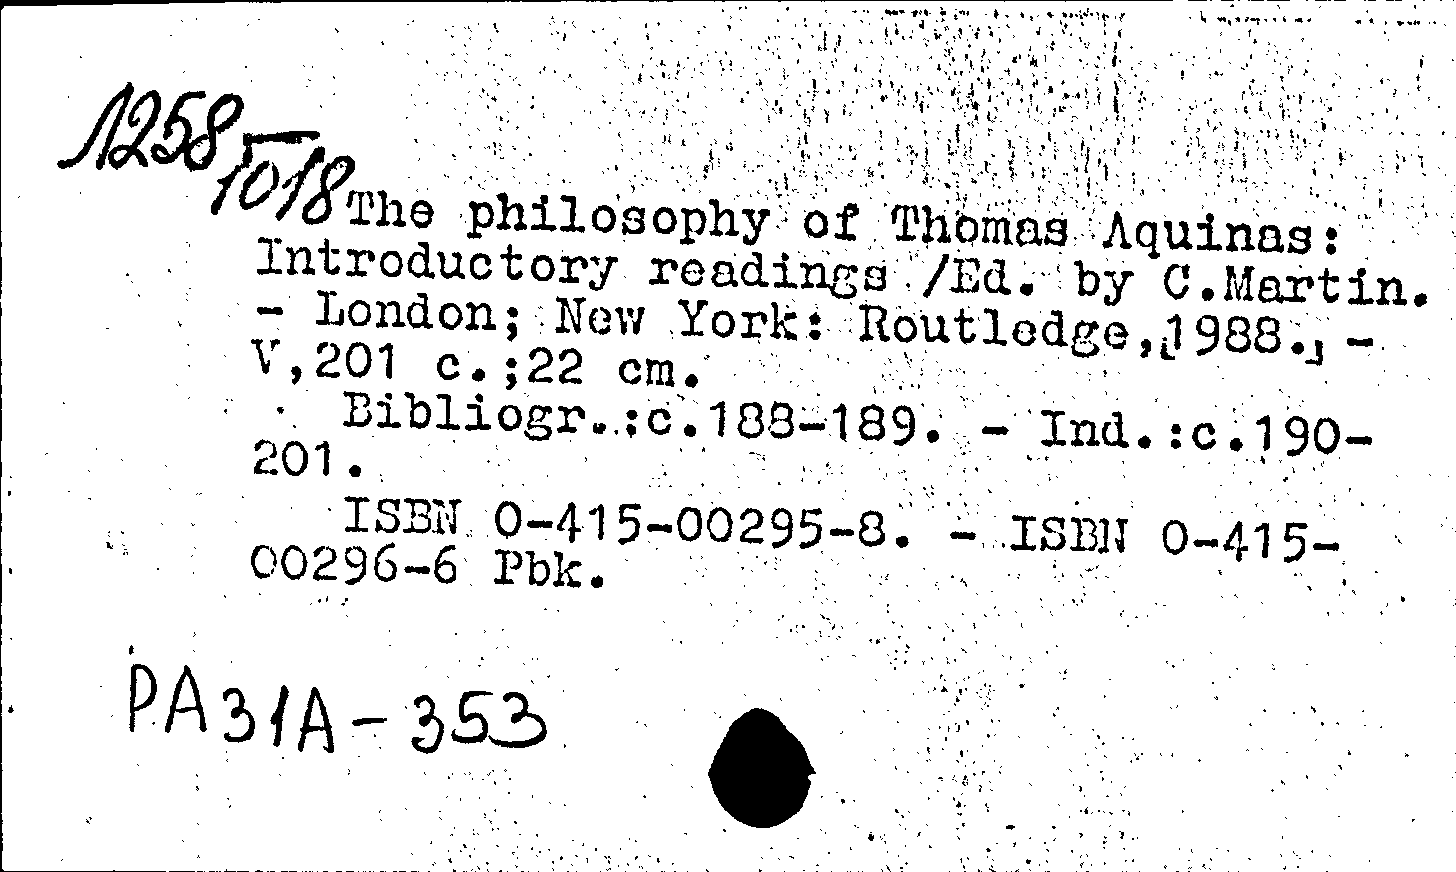 1258
1018
The philosophy of Thomas Aquinas:
Introductory readings /Ed. by C.Martin.
- London; New York: Routledge,[1988.] -
V,201 c.;22 cm.
Bibliogr.:c.188-189. - Ind.:c.190-
201.
ISBN 0-415-00295-8. - ISBN 0-415-
00296-6 Pbk.
PA31A-353